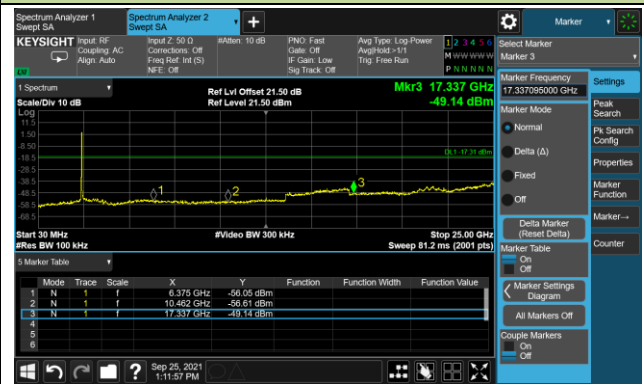 Spectrum Analyzer 1
Swept SA
Spectrum Analyzer 2
Swept SA
Marker
KEYSIGHT
Input: RF
Coupling: AC
Align: Auto
Input Z: 50 Ω
Corrections: Off
Freq Ref: Int (S)
NFE: Off
#Atten: 10 dB
PNO: Fast
Gate: Off
IF Gain: Low
Sig Track: Off
Avg Type: Log-Power
Avg|Hold:>1/1
Trig: Free Run
1 2 3 4 5 6
M W W W W W
P N N N N N
Select Marker
Marker 3
1 Spectrum
Scale/Div 10 dB
Log
Ref Lvl Offset 21.50 dB
Ref Level 21.50 dBm
Mkr3 17.337 GHz
-49.14 dBm
11.5
1.50
-8.50
-18.5
-28.5
-38.5
-48.5
-58.5
-68.5
DL1 -17.31 dBm
1
2
3
Start 30 MHz
#Res BW 100 kHz
#Video BW 300 kHz
Stop 25.00 GHz
Sweep 81.2 ms (2001 pts)
5 Marker Table
Mode Trace Scale X Y Function Function Width Function Value
1 N 1 f 6.375 GHz -56.05 dBm
2 N 1 f 10.462 GHz -56.61 dBm
3 N 1 f 17.337 GHz -49.14 dBm
4
5
6
Marker Frequency
17.337095000 GHz
Marker Mode
Normal
Delta (Δ)
Fixed
Off
Delta Marker
(Reset Delta)
Marker Table
On
Off
Marker Settings
Diagram
All Markers Off
Couple Markers
On
Off
Settings
Peak
Search
Pk Search
Config
Properties
Marker
Function
Marker→
Counter
Sep 25, 2021
1:11:57 PM